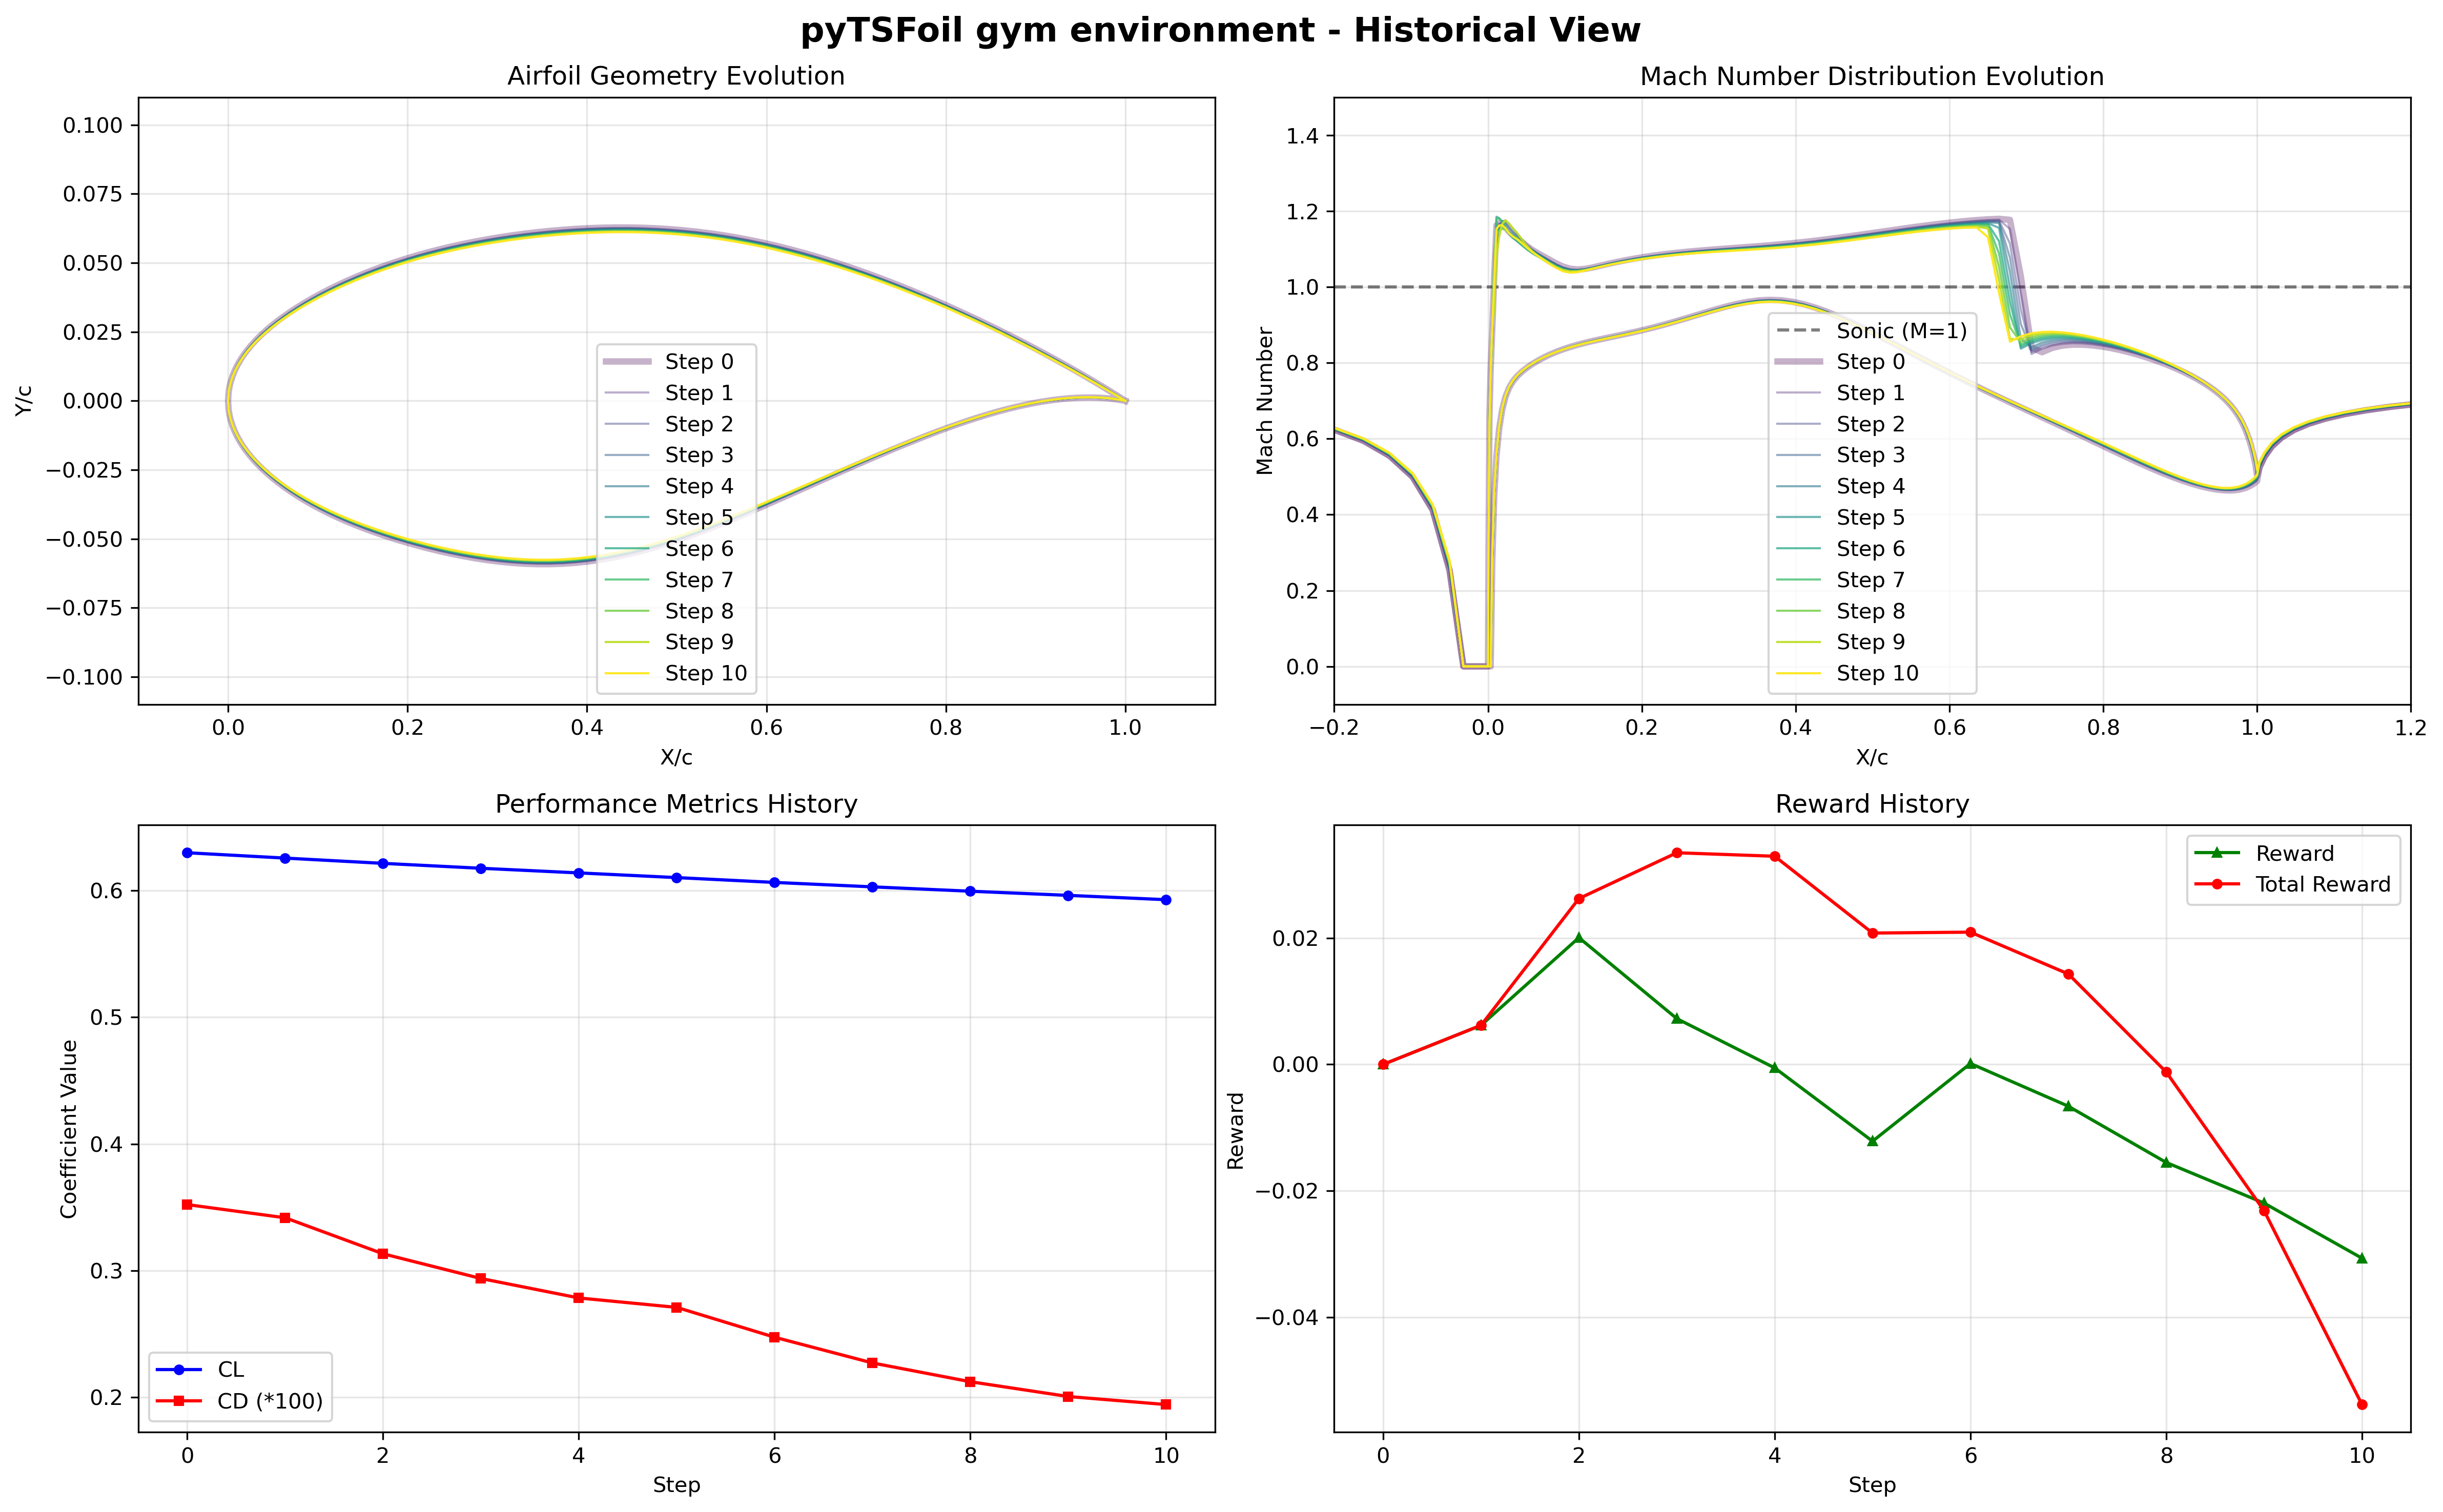 pyTSFoil gym environment - Historical View
Airfoil Geometry Evolution
0.100
0.075
0.050
0.025
0.000
−0.025
−0.050
−0.075
−0.100
Y/c
Step 0
Step 1
Step 2
Step 3
Step 4
Step 5
Step 6
Step 7
Step 8
Step 9
Step 10
0.0 0.2 0.4 0.6 0.8 1.0
X/c
Mach Number Distribution Evolution
1.4
1.2
1.0
0.8
0.6
0.4
0.2
0.0
Mach Number
Sonic (M=1)
Step 0
Step 1
Step 2
Step 3
Step 4
Step 5
Step 6
Step 7
Step 8
Step 9
Step 10
−0.2 0.0 0.2 0.4 0.6 0.8 1.0 1.2
X/c
Performance Metrics History
0.6
0.5
0.4
0.3
0.2
Coefficient Value
CL
CD (*100)
0 2 4 6 8 10
Step
Reward History
Reward
Total Reward
0.02
0.00
−0.02
−0.04
Reward
0 2 4 6 8 10
Step